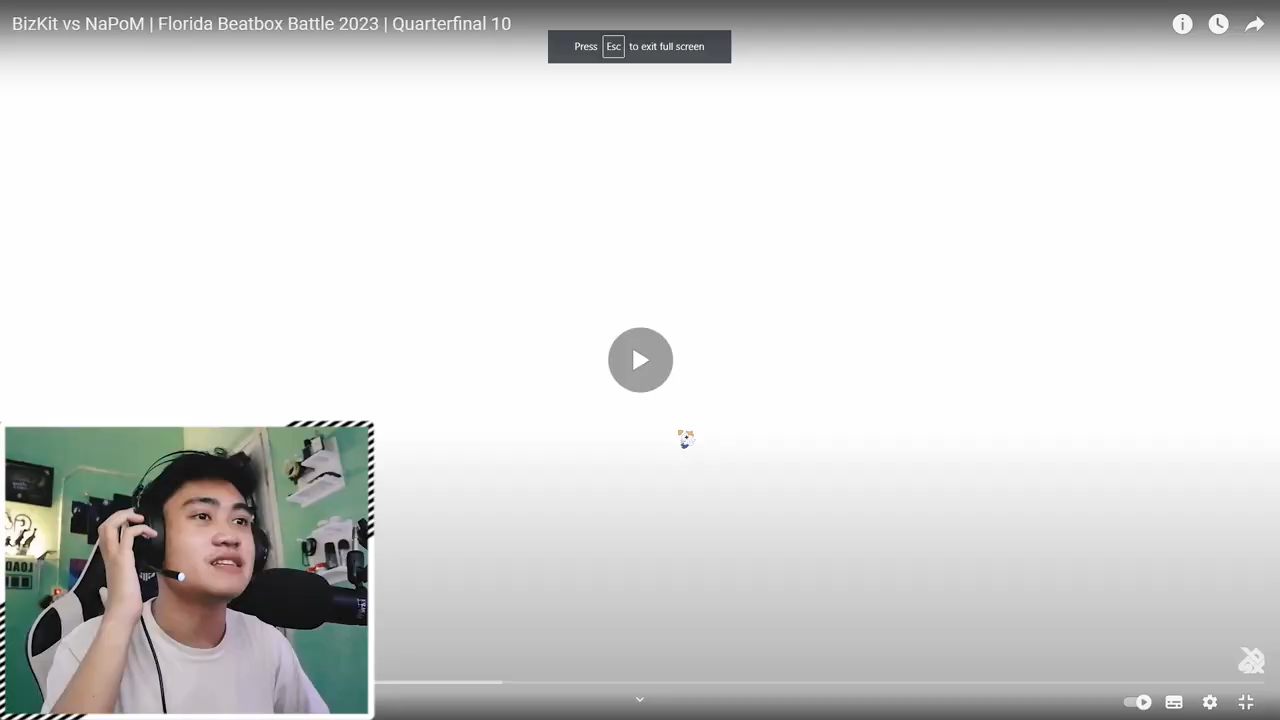 BizKit vs NaPoM | Florida Beatbox Battle 2023 | Quarterfinal 10
Press Esc to exit full screen